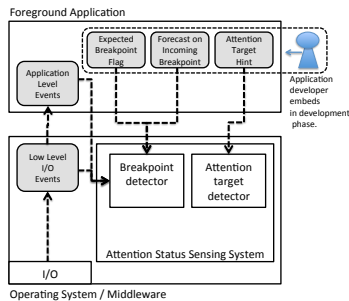 Foreground Application
Expected
Breakpoint
Flag
Forecast on
Incoming
Breakpoint
Attention
Target
Hint
Application
developer
embeds
in development
phase.
Application
Level
Events
Low Level
I/O
Events
Breakpoint
detector
Attention
target
detector
Attention Status Sensing System
I/O
Operating System / Middleware